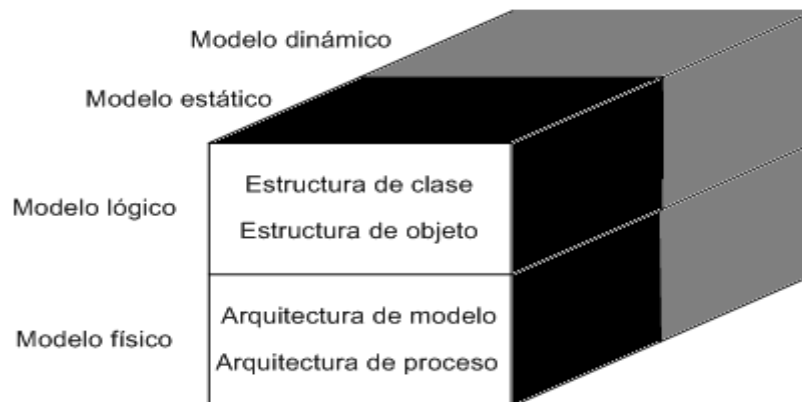 Modelo dinámico
Modelo estático
Modelo lógico
Estructura de clase
Estructura de objeto
Modelo físico
Arquitectura de modelo
Arquitectura de proceso